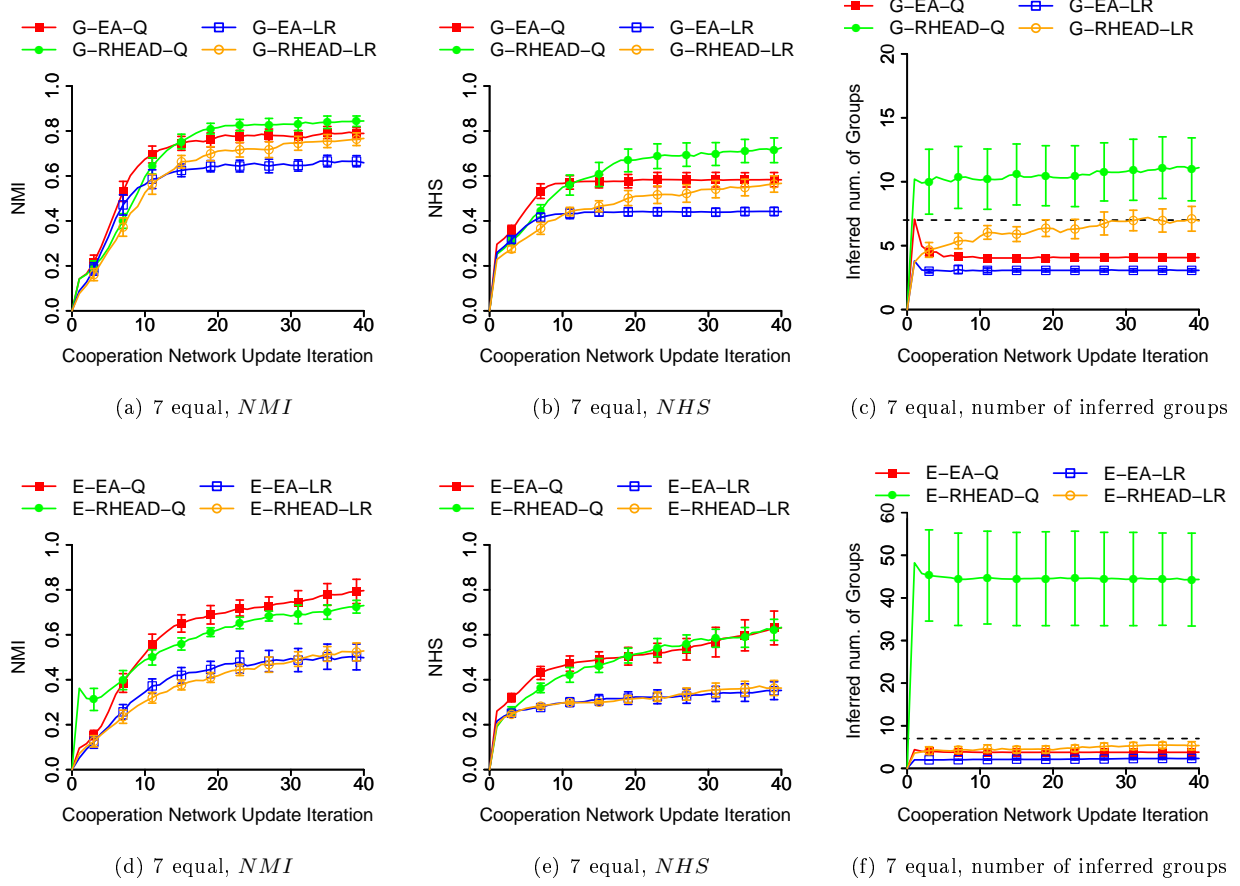 G−EA−Q G−EA−LR
G−RHEAD−Q G−RHEAD−LR
NMI
0.0 0.2 0.4 0.6 0.8 1.0
0 10 20 30 40
Cooperation Network Update Iteration
(a) 7 equal, NMI
G−EA−Q G−EA−LR
G−RHEAD−Q G−RHEAD−LR
NHS
0.0 0.2 0.4 0.6 0.8 1.0
0 10 20 30 40
Cooperation Network Update Iteration
(b) 7 equal, NHS
G−EA−Q G−EA−LR
G−RHEAD−Q G−RHEAD−LR
Inferred num. of Groups
0 5 10 15 20
0 10 20 30 40
Cooperation Network Update Iteration
(c) 7 equal, number of inferred groups
E−EA−Q E−EA−LR
E−RHEAD−Q E−RHEAD−LR
NMI
0.0 0.2 0.4 0.6 0.8 1.0
0 10 20 30 40
Cooperation Network Update Iteration
(d) 7 equal, NMI
E−EA−Q E−EA−LR
E−RHEAD−Q E−RHEAD−LR
NHS
0.0 0.2 0.4 0.6 0.8 1.0
0 10 20 30 40
Cooperation Network Update Iteration
(e) 7 equal, NHS
E−EA−Q E−EA−LR
E−RHEAD−Q E−RHEAD−LR
Inferred num. of Groups
0 10 20 30 40 50 60
0 10 20 30 40
Cooperation Network Update Iteration
(f) 7 equal, number of inferred groups